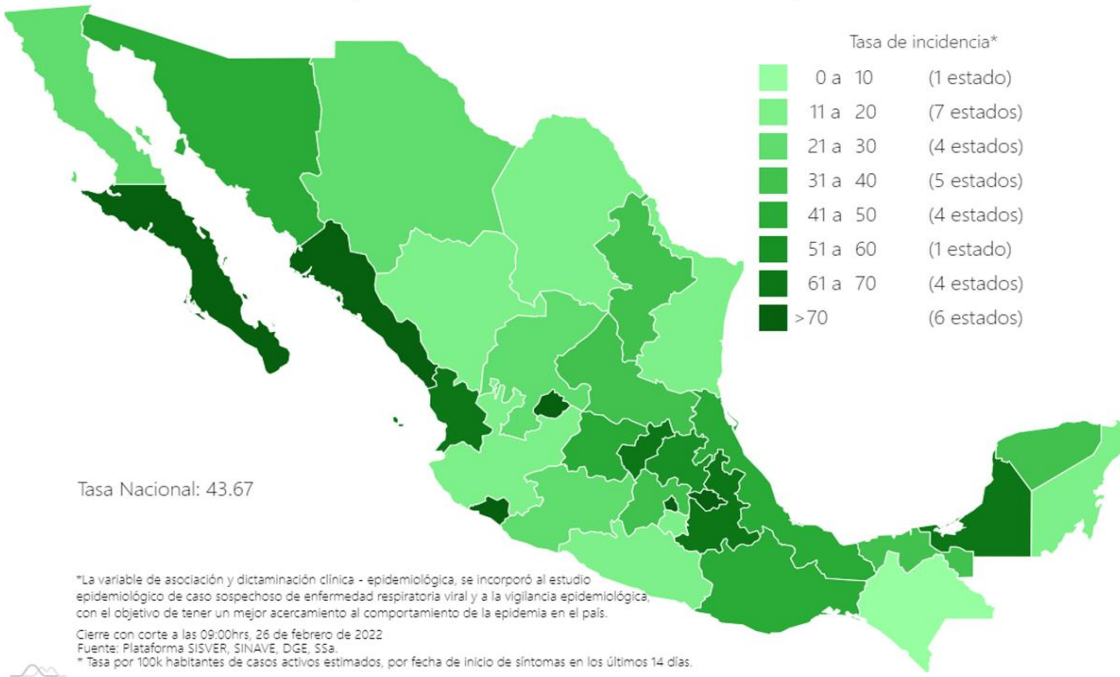 Tasa de incidencia*
0 a 10 (1 estado)
11 a 20 (7 estados)
21 a 30 (4 estados)
31 a 40 (5 estados)
41 a 50 (4 estados)
51 a 60 (1 estado)
61 a 70 (4 estados)
>70 (6 estados)
Tasa Nacional: 43.67
*La variable de asociación y dictaminación clínica - epidemiológica, se incorporó al estudio
epidemiológico de caso sospechoso de enfermedad respiratoria viral y a la vigilancia epidemiológica,
con el objetivo de tener un mejor acercamiento al comportamiento de la epidemia en el país.
Cierre con corte a las 09:00hrs, 26 de febrero de 2022
Fuente: Plataforma SISVER, SINAVE, DGE, SSa.
* Tasa por 100k habitantes de casos activos estimados, por fecha de inicio de síntomas en los últimos 14 días.